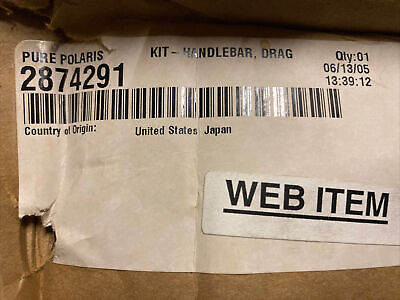 PURE POLARIS KIT-HANDLEBAR, DRAG Qty:01
2874291 06/13/05
13:39:12
Country of Origin: United States Japan
WEB ITEM